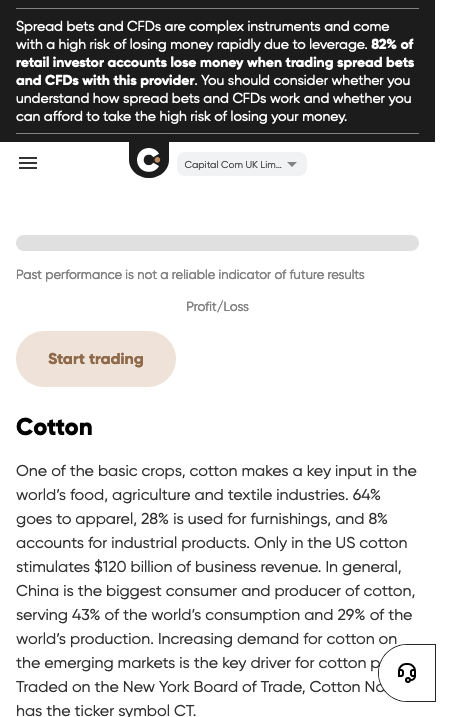 Spread bets and CFDs are complex instruments and come
with a high risk of losing money rapidly due to leverage. 82% of
retail investor accounts lose money when trading spread bets
and CFDs with this provider. You should consider whether you
understand how spread bets and CFDs work and whether you
can afford to take the high risk of losing your money.
Capital Com UK Lim...
Past performance is not a reliable indicator of future results
Profit/Loss
Start trading
Cotton
One of the basic crops, cotton makes a key input in the
world's food, agriculture and textile industries. 64%
goes to apparel, 28% is used for furnishings, and 8%
accounts for industrial products. Only in the US cotton
stimulates $120 billion of business revenue. In general,
China is the biggest consumer and producer of cotton,
serving 43% of the world's consumption and 29% of the
world's production. Increasing demand for cotton on
the emerging markets is the key driver for cotton
Traded on the New York Board of Trade, Cotton
has the ticker symbol CT.